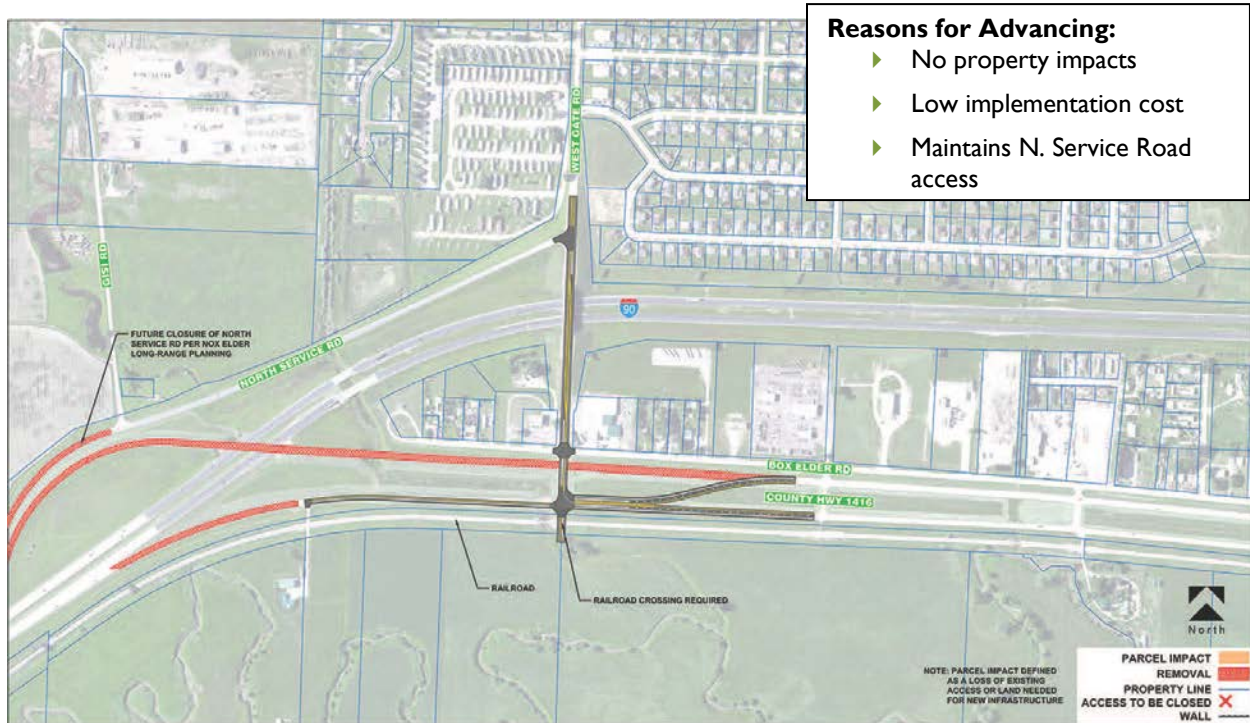 Reasons for Advancing:
No property impacts
Low implementation cost
Maintains N. Service Road
access
WEST GATE RD
GISI RD
90
FUTURE CLOSURE OF NORTH
SERVICE RD PER NOX ELDER
LONG-RANGE PLANNING
NORTH SERVICE RD
BOX ELDER RD
COUNTY HWY 1416
RAILROAD
RAILROAD CROSSING REQUIRED
North
NOTE: PARCEL IMPACT DEFINED
AS A LOSS OF EXISTING
ACCESS OR LAND NEEDED
FOR NEW INFRASTRUCTURE
PARCEL IMPACT
REMOVAL
PROPERTY LINE
ACCESS TO BE CLOSED
WALL